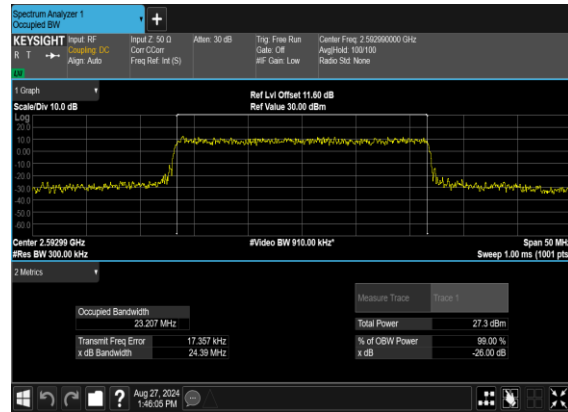 Spectrum Analyzer 1
Occupied BW
+
KEYSIGHT
R T
LV
Input: RF
Coupling: DC
Align: Auto
Input Z: 50 Ω
Corr CCorr
Freq Ref: Int (S)
Atten: 30 dB
Trig: Free Run
Gate: Off
#IF Gain: Low
Center Freq: 2.592990000 GHz
Avg|Hold: 100/100
Radio Std: None
1 Graph
Scale/Div 10.0 dB
Ref Lvl Offset 11.60 dB
Ref Value 30.00 dBm
Log
20.0
10.0
0.00
-10.0
-20.0
-30.0
-40.0
-50.0
-60.0
Center 2.59299 GHz
#Res BW 300.00 kHz
#Video BW 910.00 kHz*
Span 50 MHz
Sweep 1.00 ms (1001 pts
2 Metrics
Measure Trace
Trace 1
Occupied Bandwidth
23.207 MHz
Total Power
27.3 dBm
Transmit Freq Error
17.357 kHz
% of OBW Power
99.00 %
x dB Bandwidth
24.39 MHz
x dB
-26.00 dB
?
Aug 27, 2024
1:46:05 PM